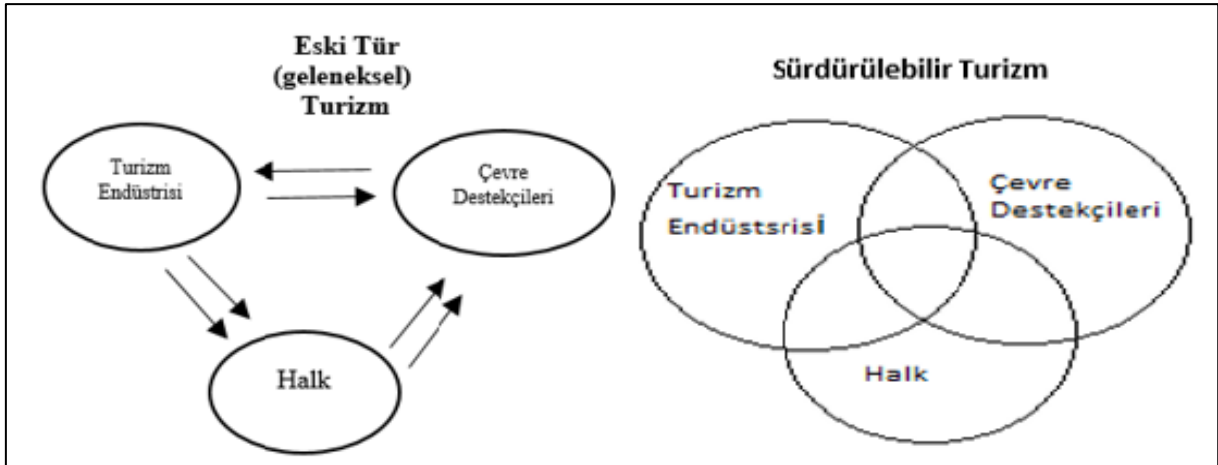 Eski Tür
(geleneksel)
Turizm
Turizm
Endüstrisi
Çevre
Destekçileri
Halk
Sürdürülebilir Turizm
Turizm
Endüstsrisi
Çevre
Destekçileri
Halk